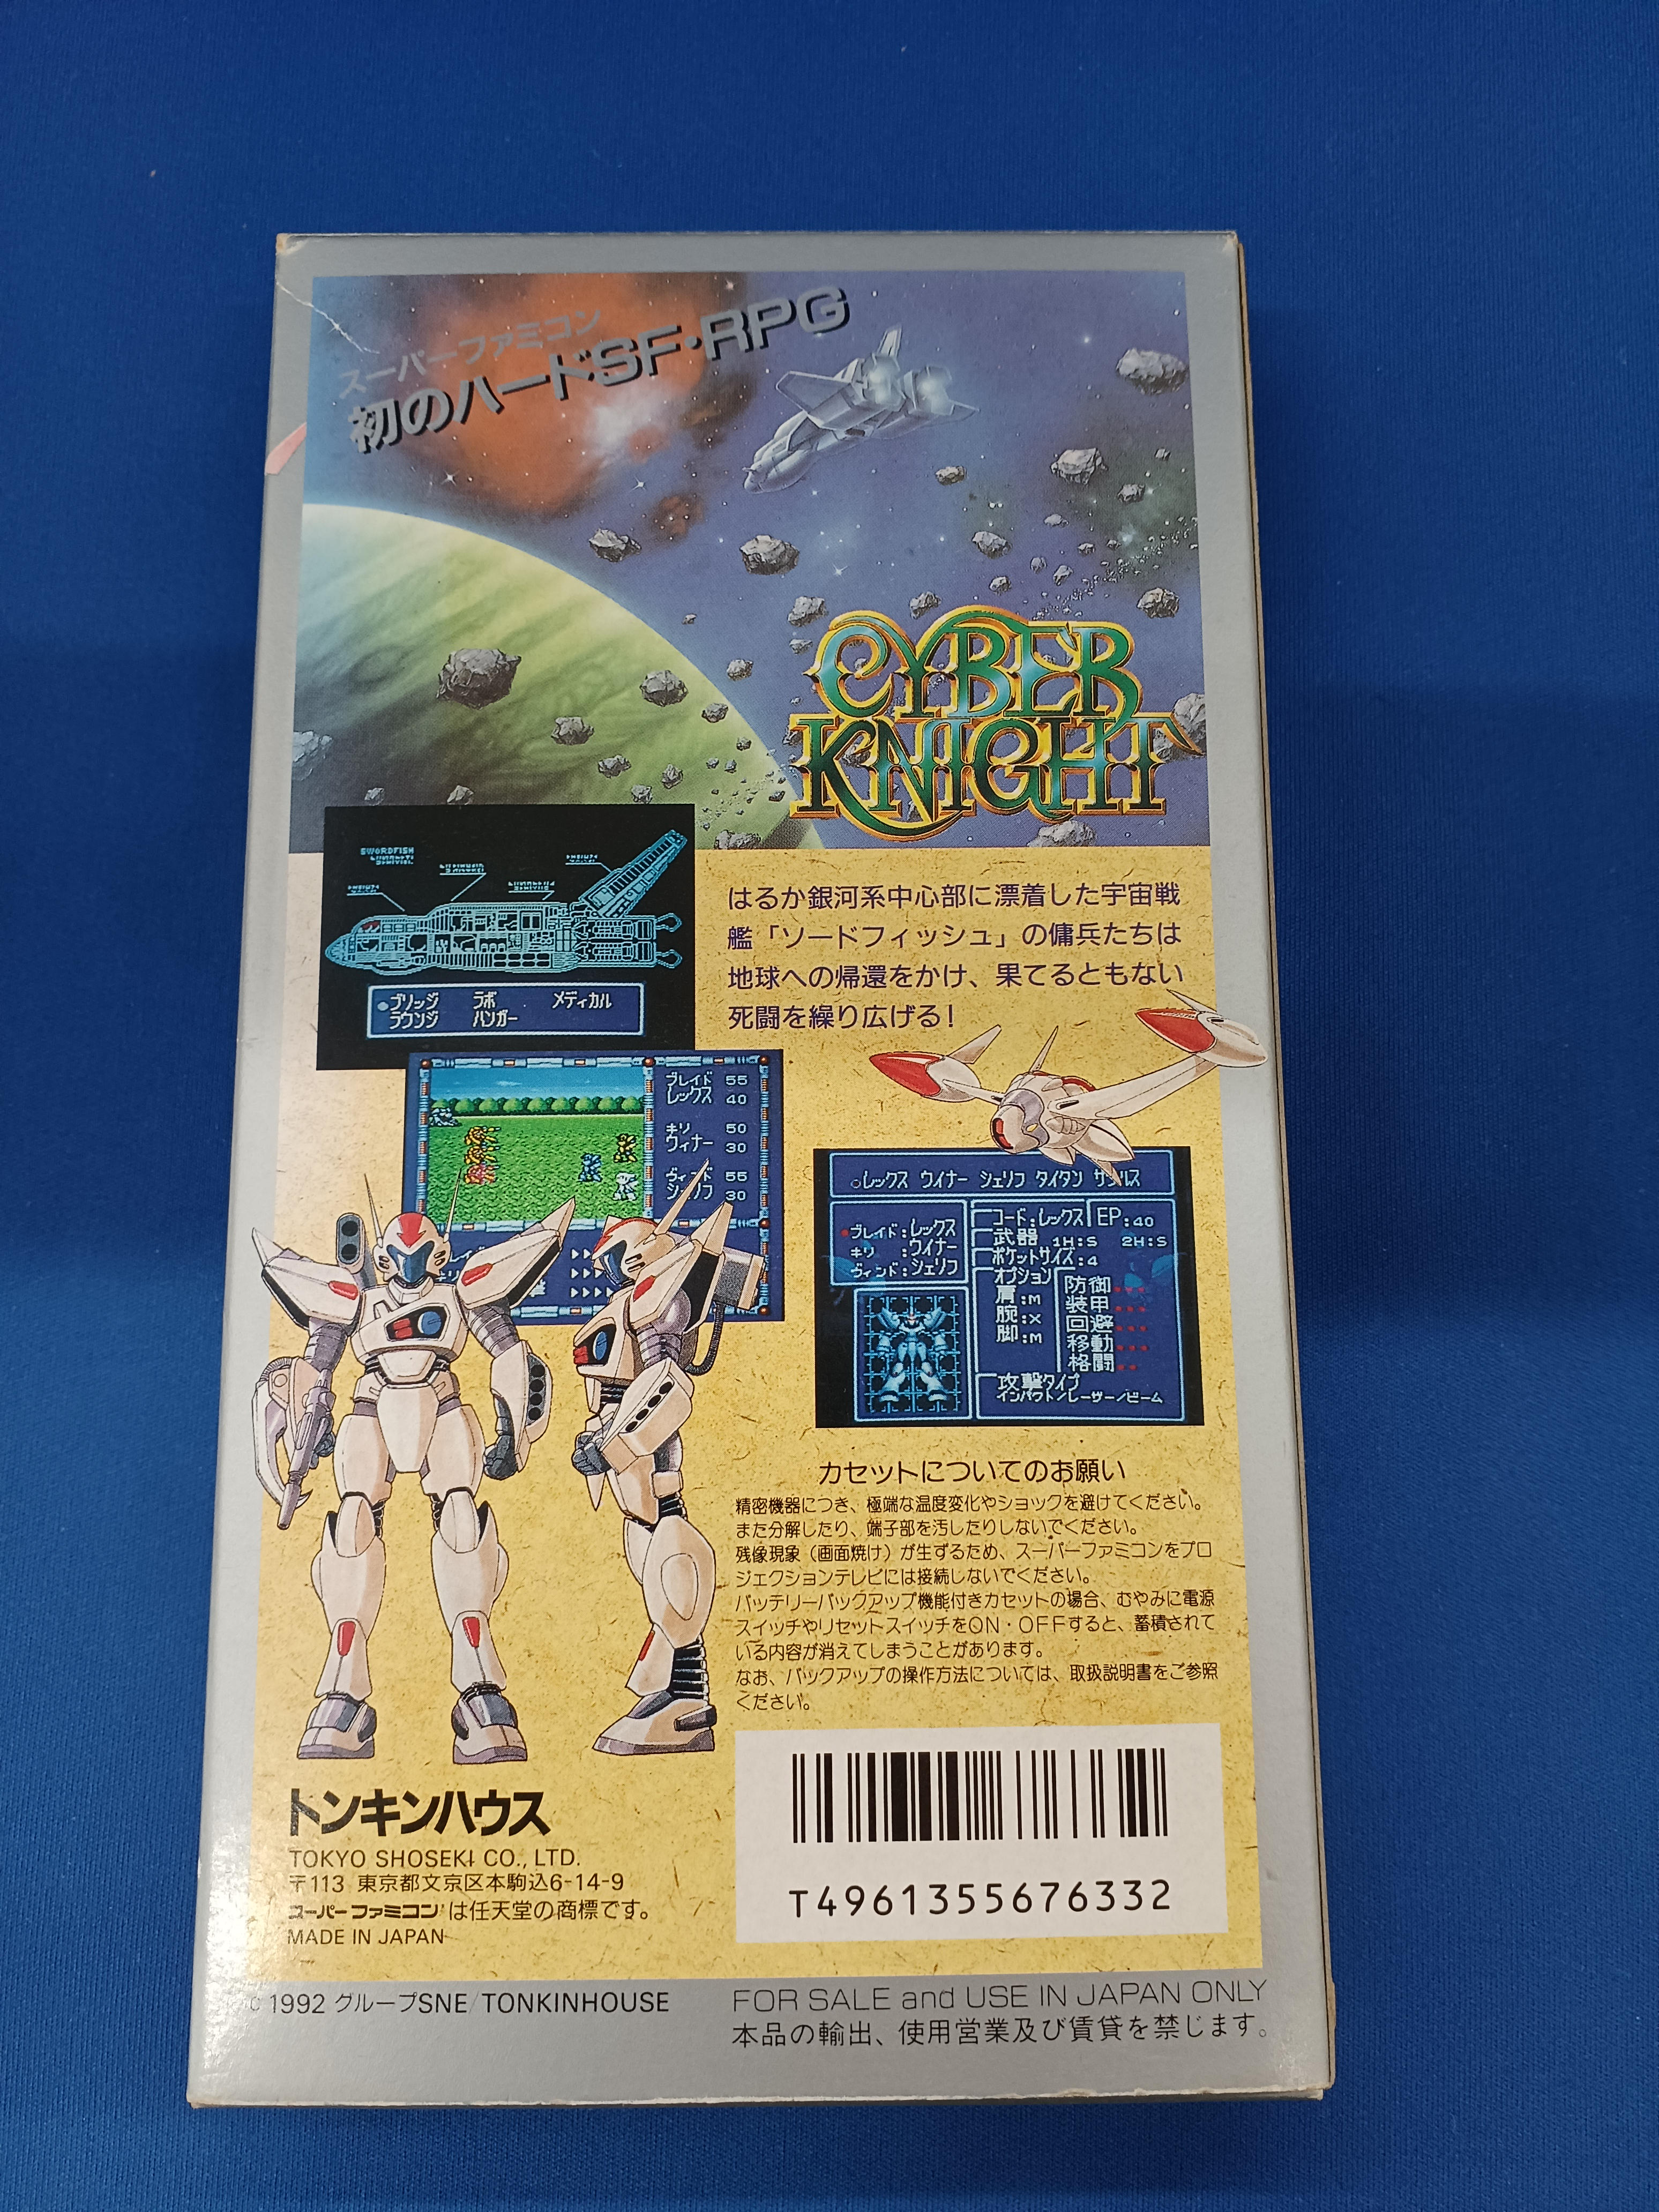 スーパーファミコン
初のハードSF・RPG
CYBER
KNIGHT
SWORDFISH
ブリッジ ラボ メディカル
ラウンジ ハンガー
はるか銀河系中心部に漂着した宇宙戦
艦「ソードフィッシュ」の傭兵たちは
地球への帰還をかけ、果てるともない
死闘を繰り広げる!
ブレイド 55
レックス 40
キリ 50
ウィナー 30
ヴィンド 55
シェリフ 30
レックス ウイナー シェリフ タイタン
ブレイド:レックス
キリ :ウイナー
ヴィンド:シェリフ
コード:レックス EP:40
武器 1H:S 2H:S
ポケットサイズ:4
オプション
肩:M
腕:X
脚:M
防御
装甲
回避
移動
格闘
攻撃タイプ
インパクト/レーザー/ビーム
カセットについてのお願い
精密機器につき、極端な温度変化やショックを避けてください。
また分解したり、端子部を汚したりしないでください。
残像現象(画面焼け)が生ずるため、スーパーファミコンをプロ
ジェクションテレビには接続しないでください。
バッテリーバックアップ機能付きカセットの場合、むやみに電源
スイッチやリセットスイッチをON・OFFすると、蓄積されて
いる内容が消えてしまうことがあります。
なお、バックアップの操作方法については、取扱説明書をご参照
ください。
トンキンハウス
TOKYO SHOSEKI CO., LTD.
〒113 東京都文京区本駒込6-14-9
スーパーファミコンは任天堂の商標です。
MADE IN JAPAN
T4961355676332
© 1992 グループSNE/TONKINHOUSE
FOR SALE and USE IN JAPAN ONLY
本品の輸出、使用営業及び賃貸を禁じます。